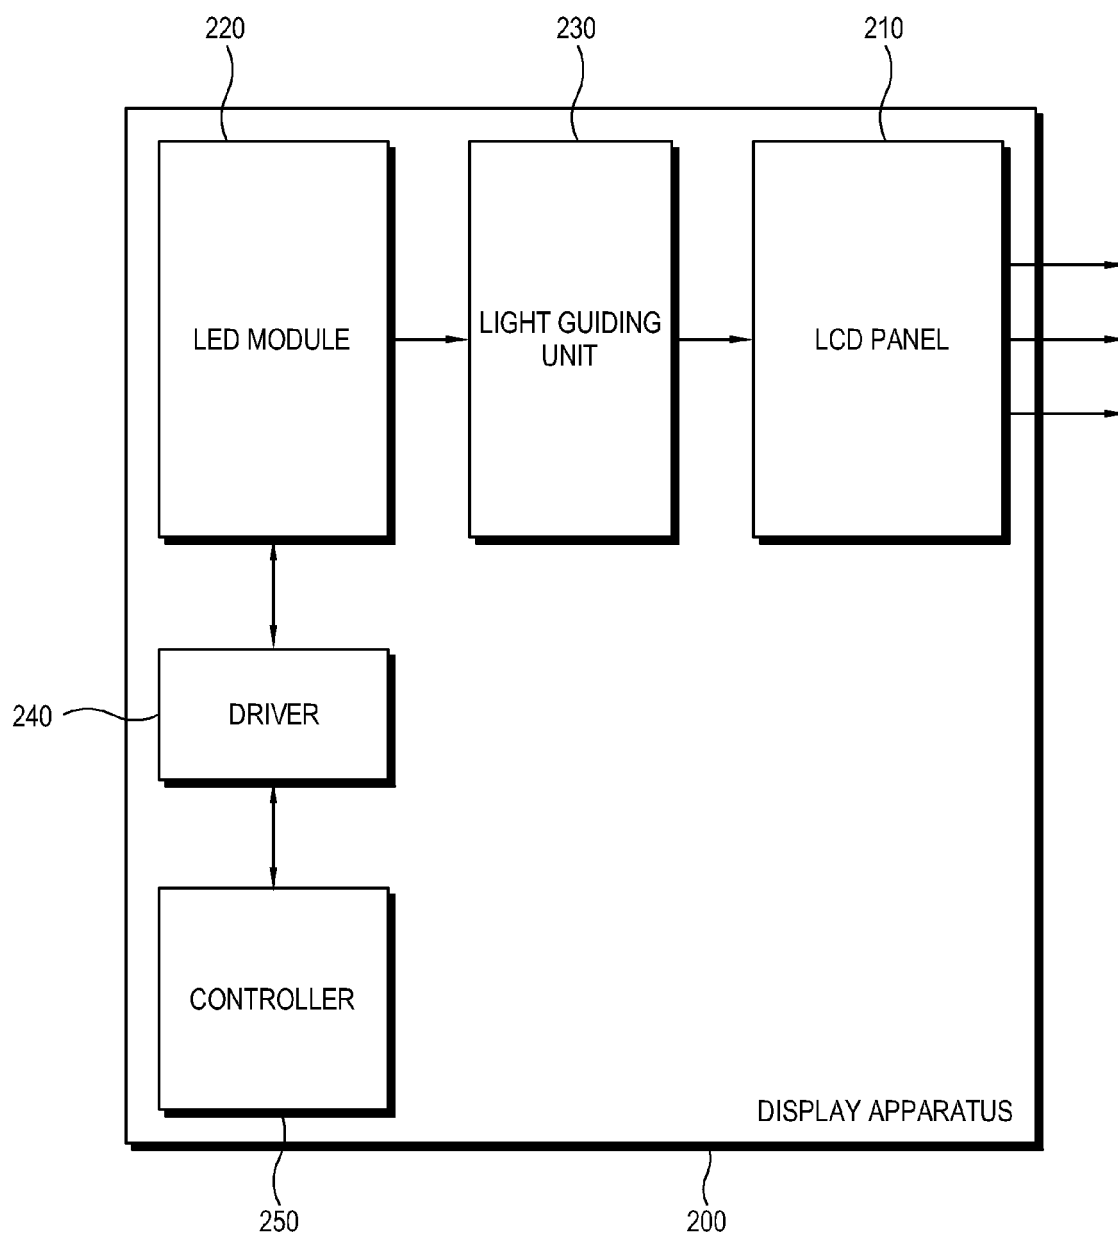 220
230
210
LED MODULE
LIGHT GUIDING
UNIT
LCD PANEL
240
DRIVER
CONTROLLER
DISPLAY APPARATUS
250
200